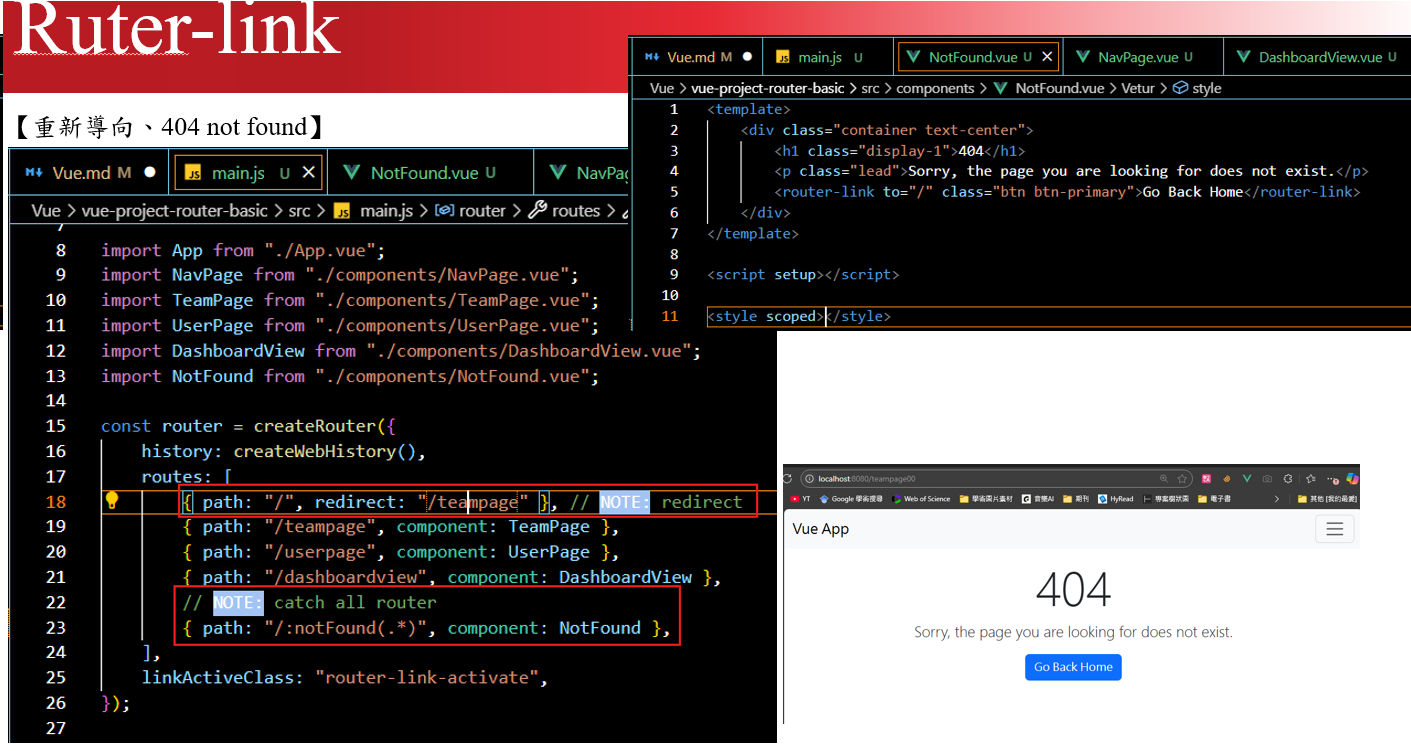 Ruter-link
【重新導向、404 not found】
Vue.md M
main.js U
NotFound.vue U
NavPag
Vue > vue-project-router-basic > src > main.js > router > routes >
7
8 import App from "./App.vue";
9 import NavPage from "./components/NavPage.vue";
10 import TeamPage from "./components/TeamPage.vue";
11 import UserPage from "./components/UserPage.vue";
12 import DashboardView from "./components/DashboardView.vue";
13 import NotFound from "./components/NotFound.vue";
14
15 const router = createRouter({
16 history: createWebHistory(),
17 routes: [
18 { path: "/", redirect: "/teampage" }, // NOTE: redirect
19 { path: "/teampage", component: TeamPage },
20 { path: "/userpage", component: UserPage },
21 { path: "/dashboardview", component: DashboardView },
22 // NOTE: catch all router
23 { path: "/:notFound(.*)", component: NotFound },
24 ],
25 linkActiveClass: "router-link-activate",
26 });
27
Vue.md M
main.js U
NotFound.vue U
NavPage.vue U
DashboardView.vue U
Vue > vue-project-router-basic > src > components > NotFound.vue > Vetur > style
1 <template>
2 <div class="container text-center">
3 <h1 class="display-1">404</h1>
4 <p class="lead">Sorry, the page you are looking for does not exist.</p>
5 <router-link to="/" class="btn btn-primary">Go Back Home</router-link>
6 </div>
7 </template>
8
9 <script setup></script>
10
11 <style scoped></style>
localhost:8080/teampage00
YT Google 學術搜尋 Web of Science 學術圖片素材 音樂AI 期刊 HyRead 電子書 其他 [我的最愛]
Vue App
404
Sorry, the page you are looking for does not exist.
Go Back Home